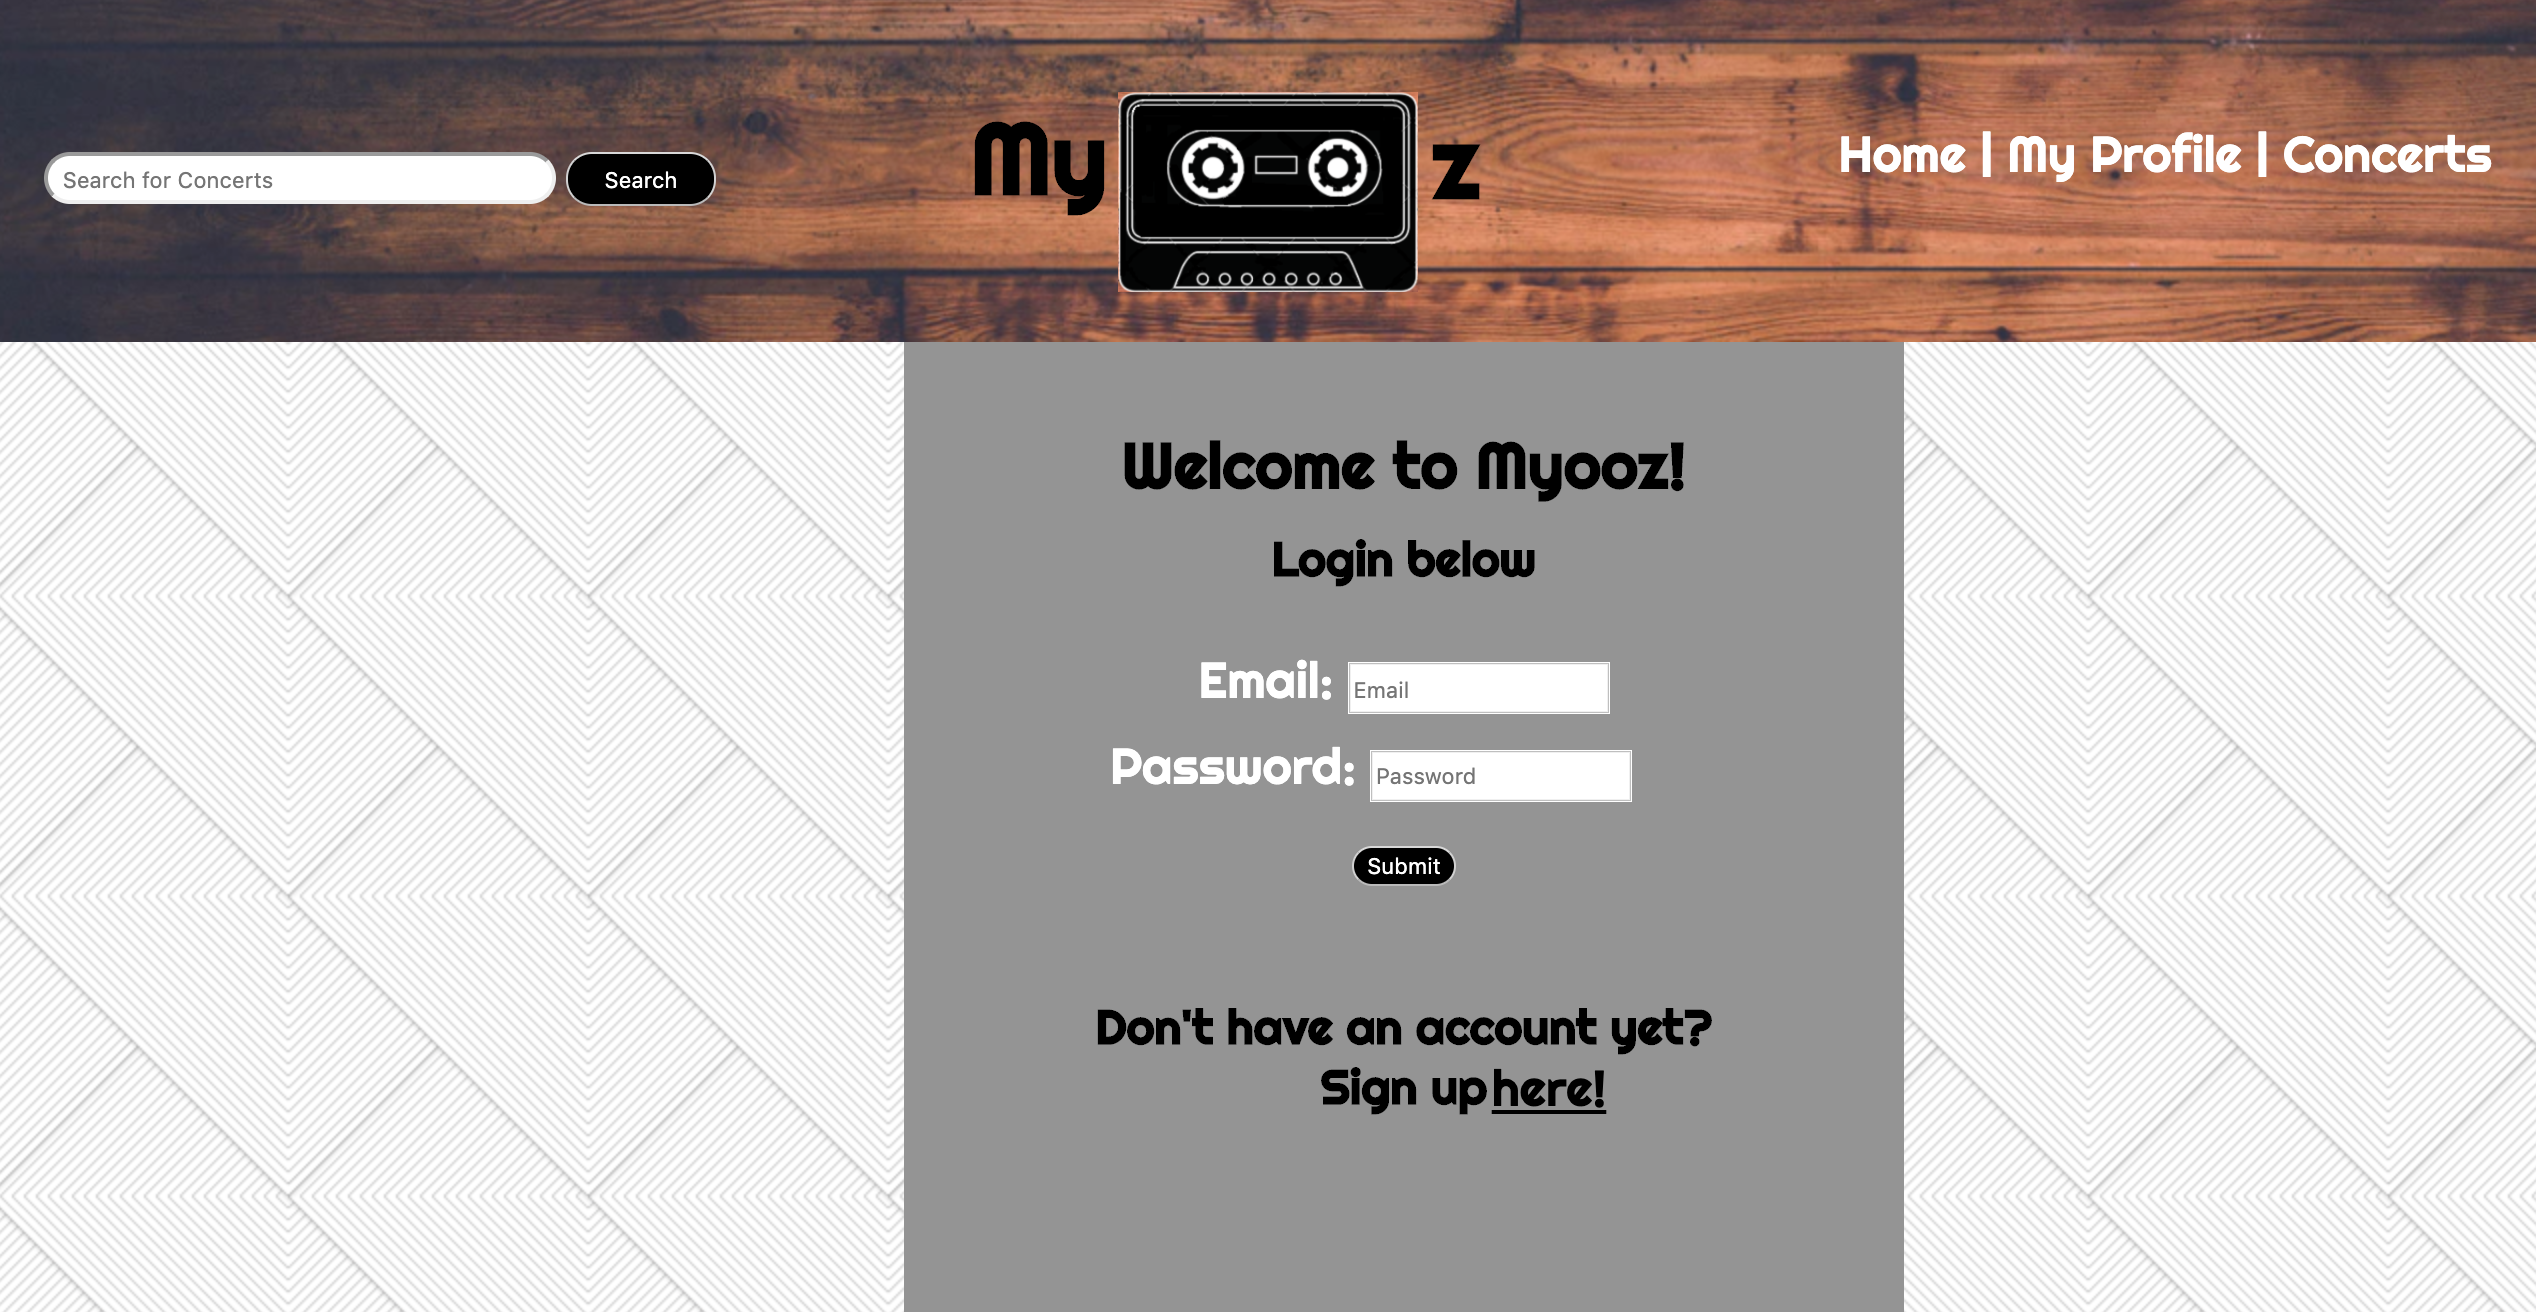 Search for Concerts
Search
My z
Home | My Profile | Concerts
Welcome to Myooz!
Login below
Email: Email
Password: Password
Submit
Don't have an account yet?
Sign up here!